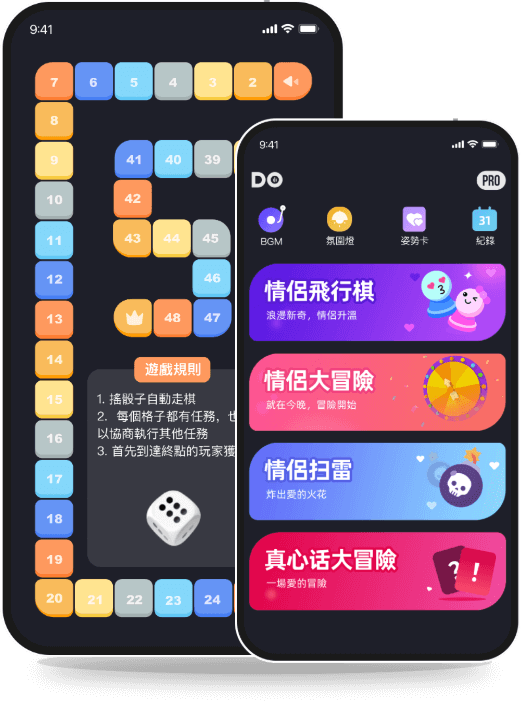 9:41
7 6 5 4 3 2
8
9
10
11
12
13
14
15
16
17
18
19
20 21 22 23 24
41 40 39
42
43 44 45
46
48 47
遊戲規則
1. 搖骰子自動走棋
2. 每個格子都有任務，也
以協商執行其他任務
3. 首先到達終點的玩家獲
9:41
DO
PRO
BGM
氛圍燈
姿勢卡
31
紀錄
情侶飛行棋
浪漫新奇，情侶升溫
情侶大冒險
就在今晚，冒險開始
情侶扫雷
炸出愛的火花
真心话大冒險
一場愛的冒險
?
!